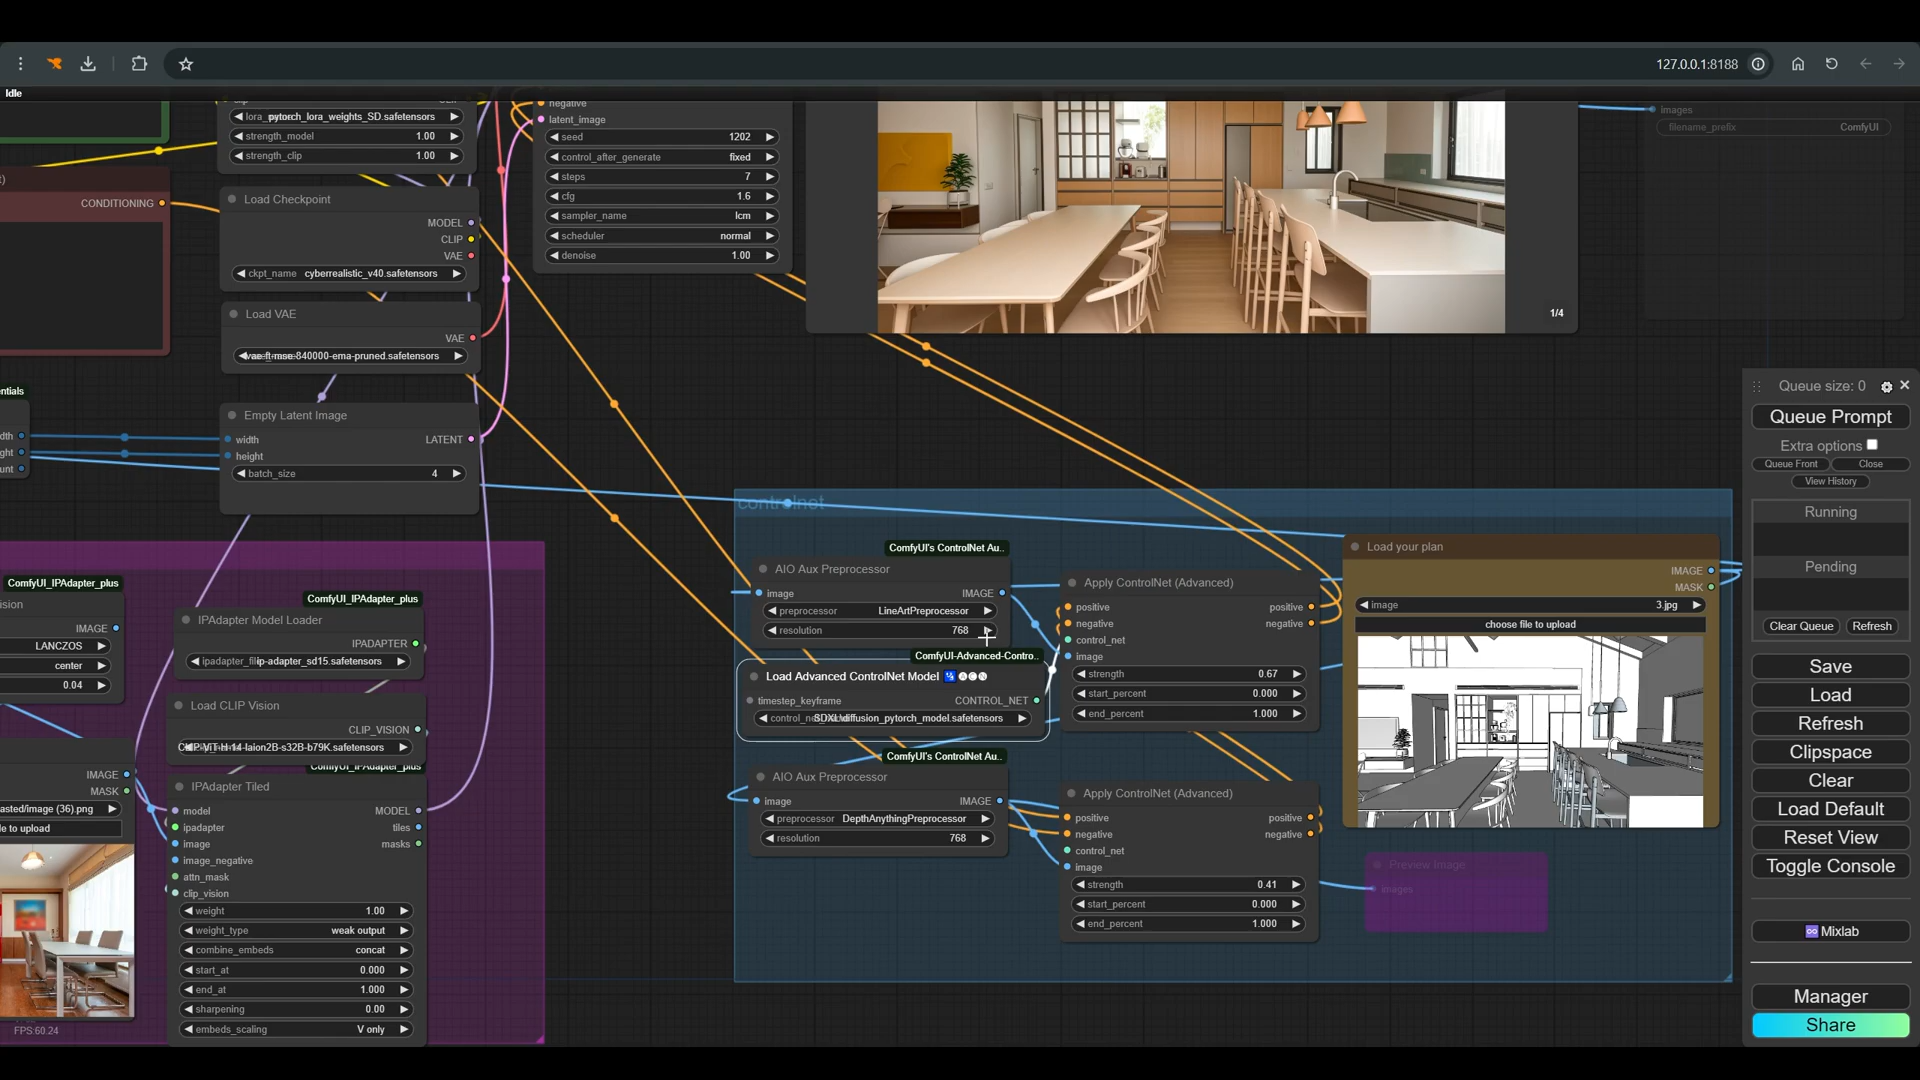 127.0.0.1:8188
Idle
strength_model 1.00
strength_clip 1.00
CONDITIONING
Load Checkpoint
MODEL
CLIP
VAE
ckpt_name cyberrealistic_v40.safetensors
Load VAE
VAE
Empty Latent Image
width LATENT
height
batch_size 4
negative
latent_image
seed 1202
control_after_generate fixed
steps 7
cfg 1.6
sampler_name lcm
scheduler normal
denoise 1.00
1/4
images
filename_prefix ComfyUI
ComfyUI_IPAdapter_plus
IMAGE
LANCZOS
center
0.04
IMAGE
MASK
ComfyUI_IPAdapter_plus
IPAdapter Model Loader
IPADAPTER
Load CLIP Vision
CLIP_VISION
ComfyUI_IPAdapter_plus
IPAdapter Tiled
model MODEL
ipadapter tiles
image masks
image_negative
attn_mask
clip_vision
weight 1.00
weight_type weak output
combine_embeds concat
start_at 0.000
end_at 1.000
sharpening 0.00
embeds_scaling V only
FPS:60.24
controlnet
ComfyUI's ControlNet Au..
AIO Aux Preprocessor
image IMAGE
preprocessor LineArtPreprocessor
resolution 768
ComfyUI-Advanced-Contro..
Load Advanced ControlNet Model
timestep_keyframe CONTROL_NET
ComfyUI's ControlNet Au..
AIO Aux Preprocessor
image IMAGE
preprocessor DepthAnythingPreprocessor
resolution 768
Apply ControlNet (Advanced)
positive positive
negative negative
control_net
image
strength 0.67
start_percent 0.000
end_percent 1.000
Apply ControlNet (Advanced)
positive positive
negative negative
control_net
image
strength 0.41
start_percent 0.000
end_percent 1.000
Load your plan
IMAGE
MASK
image 3.jpg
choose file to upload
Preview Image
images
Queue size: 0
Queue Prompt
Extra options
Queue Front Close
View History
Running
Pending
Clear Queue Refresh
Save
Load
Refresh
Clipspace
Clear
Load Default
Reset View
Toggle Console
Mixlab
Manager
Share